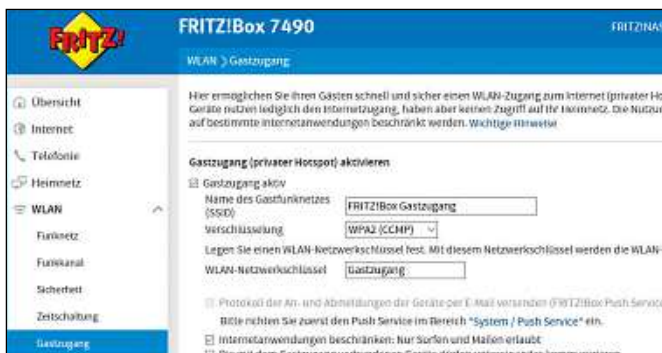 FRITZ!
FRITZ!Box 7490
FRITZ!NAS
WLAN > Gastzugang
Übersicht
Internet
Telefonie
Heimnetz
WLAN
Funknetz
Funkkanal
Sicherheit
Zeitschaltung
Gastzugang
Hier ermöglichen Sie Ihren Gästen schnell und sicher einen WLAN-Zugang zum Internet (privater
Geräte nutzen lediglich den Internetzugang, haben aber keinen Zugriff auf Ihr Heimnetz. Die
auf bestimmte Internetanwendungen beschränkt werden. Wichtige Hinweise
Gastzugang (privater Hotspot) aktivieren
Gastzugang aktiv
Name des Gastfunknetzes
(SSID)
FRITZ!Box Gastzugang
Verschlüsselung
WPA2 (CCMP)
Legen Sie einen WLAN-Netzwerkschlüssel fest. Mit diesem Netzwerkschlüssel werden die WLAN-
WLAN-Netzwerkschlüssel
Gastzugang
Protokoll der An- und Abmeldungen der Geräte per E-Mail versenden (FRITZ!Box Push Service
Bitte richten Sie zuerst den Push Service im Bereich "System / Push Service" ein.
Internetanwendungen beschränken: Nur Surfen und Mailen erlaubt